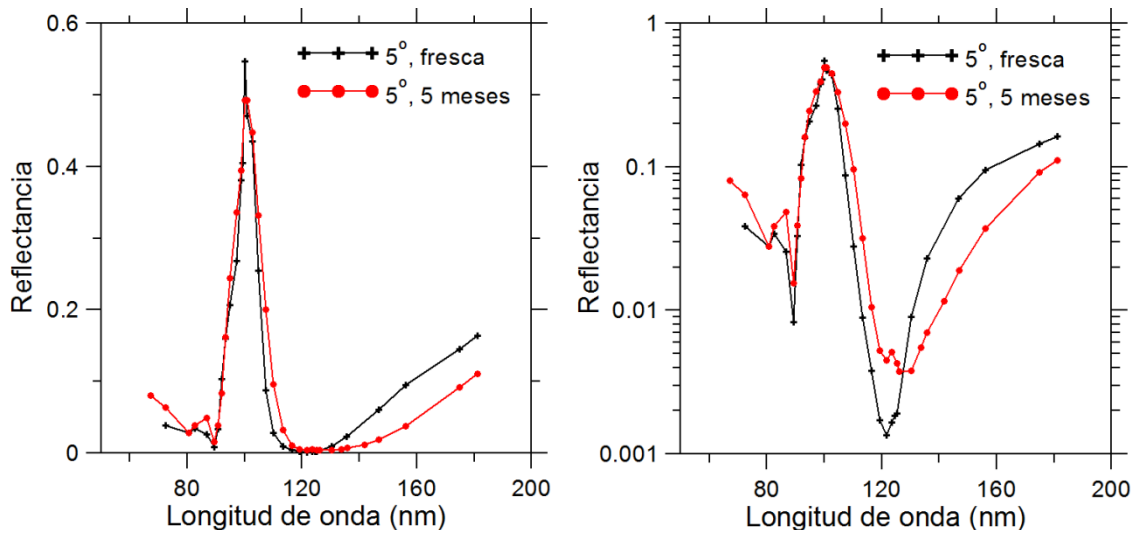 0.6
0.4
0.2
0
Reflectancia
5°, fresca
5°, 5 meses
80
120
160
200
Longitud de onda (nm)
1
0.1
0.01
0.001
Reflectancia
5°, fresca
5°, 5 meses
80
120
160
200
Longitud de onda (nm)